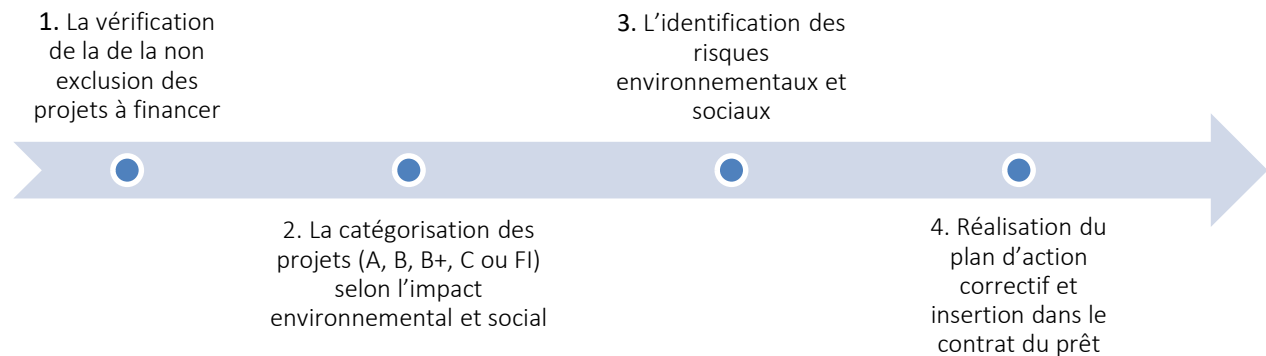 1. La vérification
de la de la non
exclusion des
projets à financer
2. La catégorisation des
projets (A, B, B+, C ou FI)
selon l’impact
environnemental et social
3. L’identification des
risques
environnementaux et
sociaux
4. Réalisation du
plan d’action
correctif et
insertion dans le
contrat du prêt